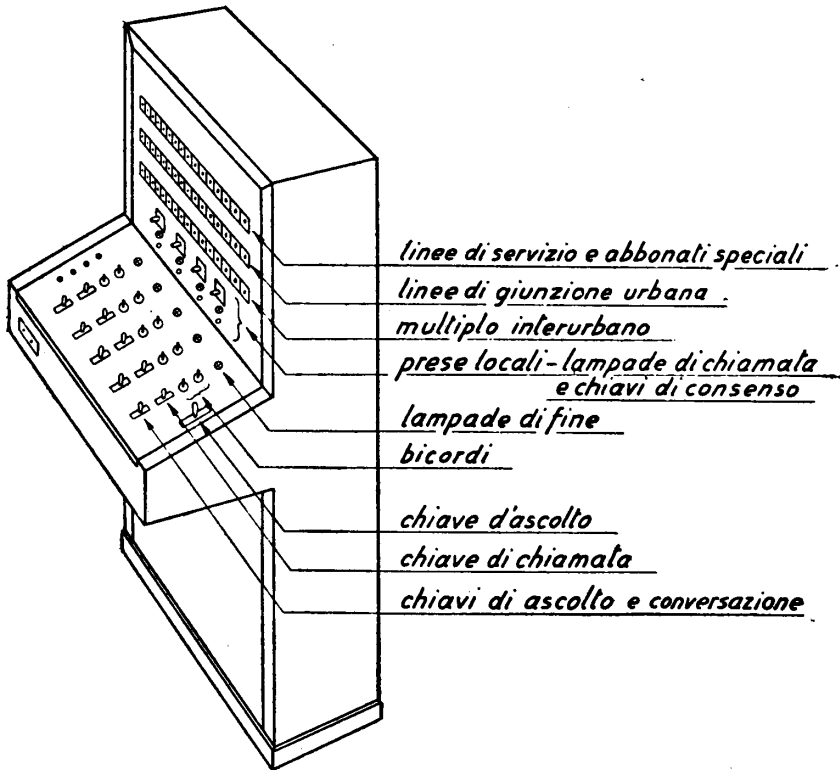 linee di servizio e abbonati speciali
linee di giunzione urbana
multiplo interurbano
prese locali - lampade di chiamata
e chiavi di consenso
lampade di fine
bicordi
chiave d'ascolto
chiave di chiamata
chiavi di ascolto e conversazione